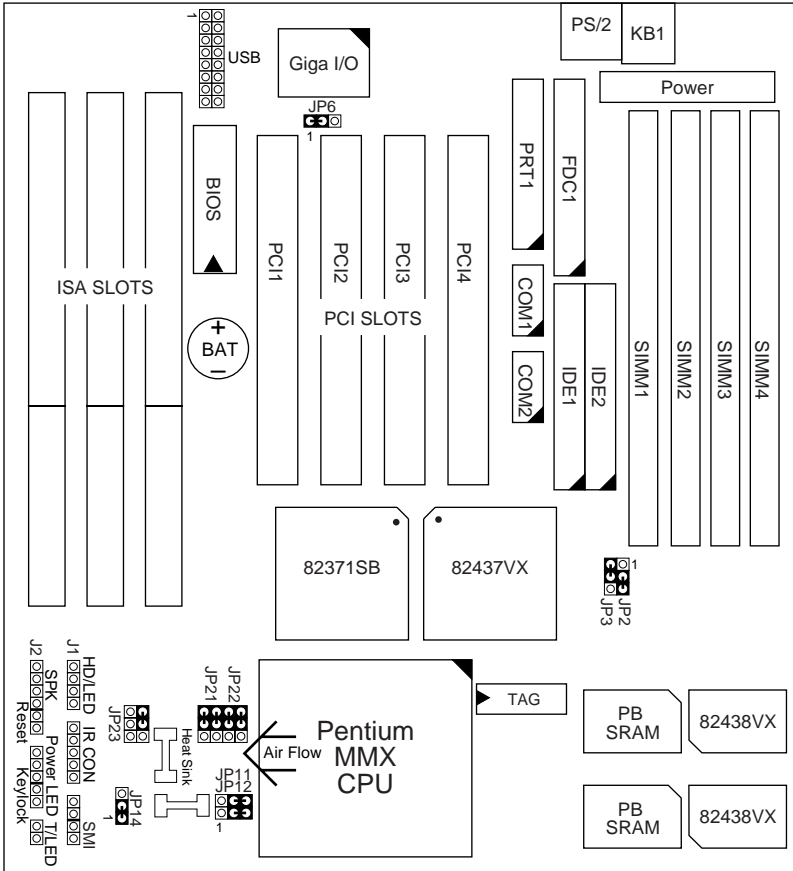 1
USB
Giga I/O
PS/2
KB1
Power
JP6
1
BIOS
PRT1
FDC1
ISA SLOTS
PCI1
PCI2
PCI3
PCI4
PCI SLOTS
+
BAT
–
COM1
COM2
IDE1
IDE2
SIMM1
SIMM2
SIMM3
SIMM4
82371SB
82437VX
1
JP3
JP2
J2
J1
SPK
HD/LED
Reset
IR CON
Power LED
Keylock
T/LED
SMI
JP23
Heat Sink
JP21
JP22
Air Flow
Pentium
MMX
CPU
TAG
JP14
1
JP11
JP12
1
PB
SRAM
82438VX
PB
SRAM
82438VX